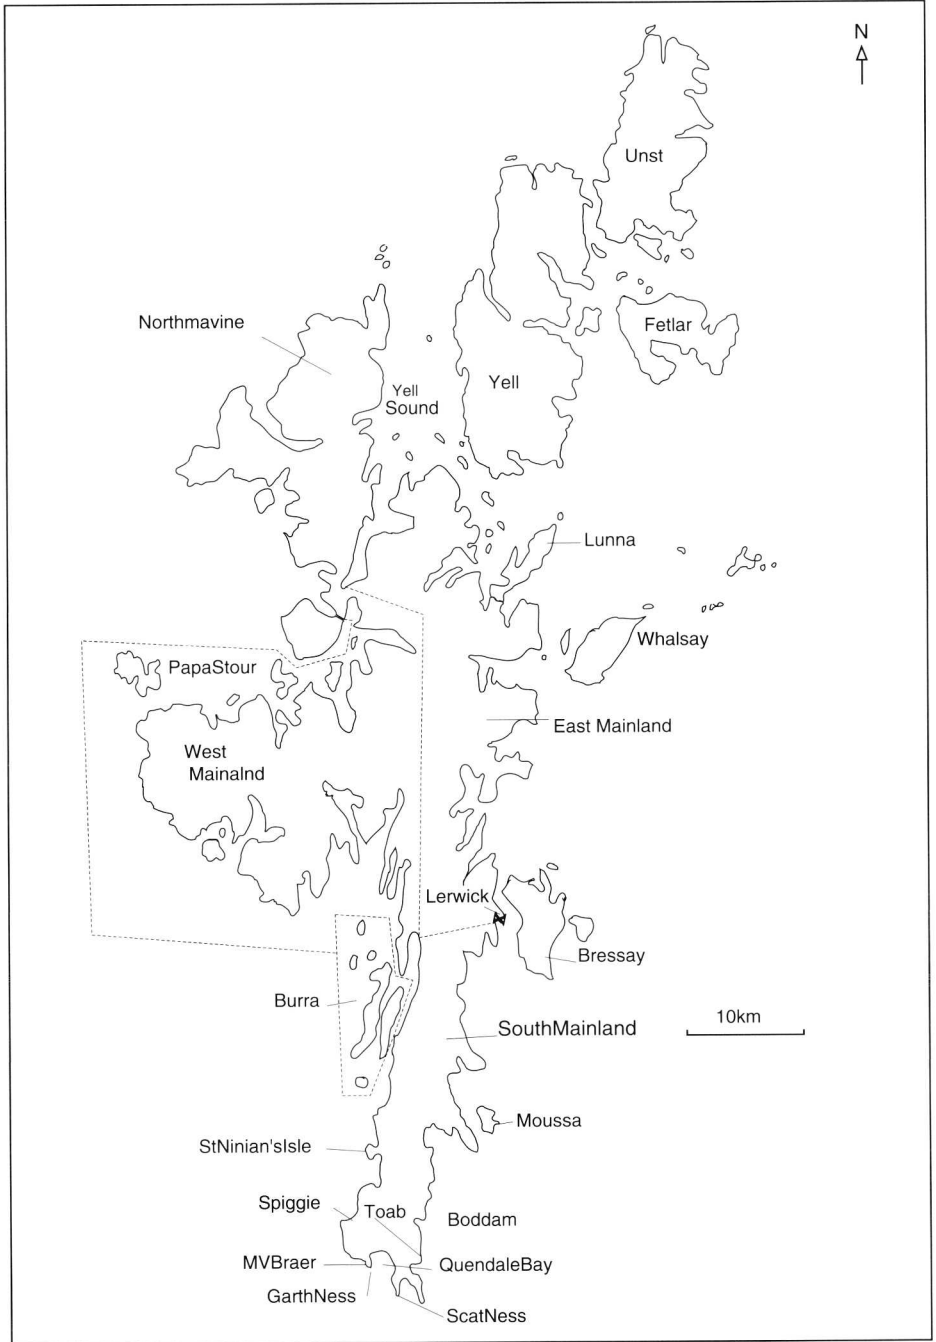 N
Unst
Northmavine
Fetlar
Yell
Sound
Yell
Lunna
Whalsay
PapaStour
East Mainland
West
Mainalnd
Lerwick
Bressay
Burra
10km
SouthMainland
Moussa
StNinian'sIsle
Spiggie
Toab
Boddam
MVBraer
QuendaleBay
GarthNess
ScatNess